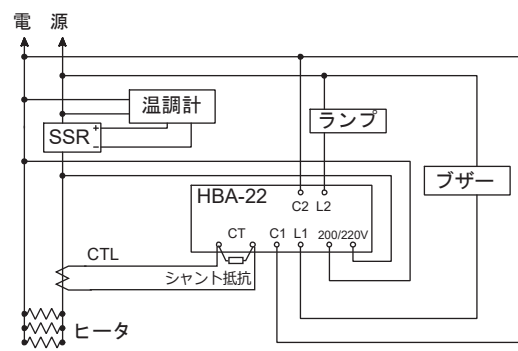 電 源
温調計
SSR + −
ランプ
ブザー
HBA-22
C2 L2
CT C1 L1 200/220V
CTL
シャント抵抗
ヒータ